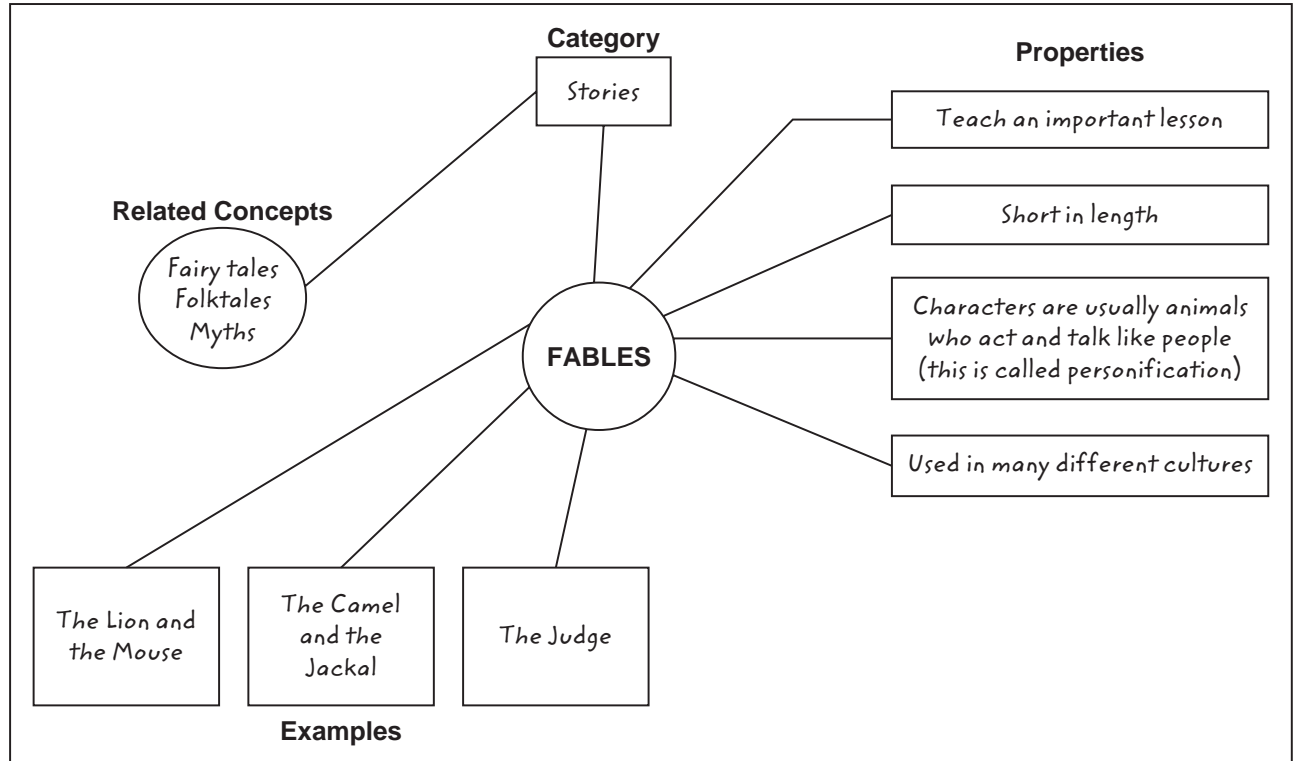 Category
Stories
Properties
Teach an important lesson
Short in length
Characters are usually animals
who act and talk like people
(this is called personification)
Used in many different cultures
Related Concepts
Fairy tales
Folktales
Myths
FABLES
The Lion and
the Mouse
The Camel
and the
Jackal
The Judge
Examples